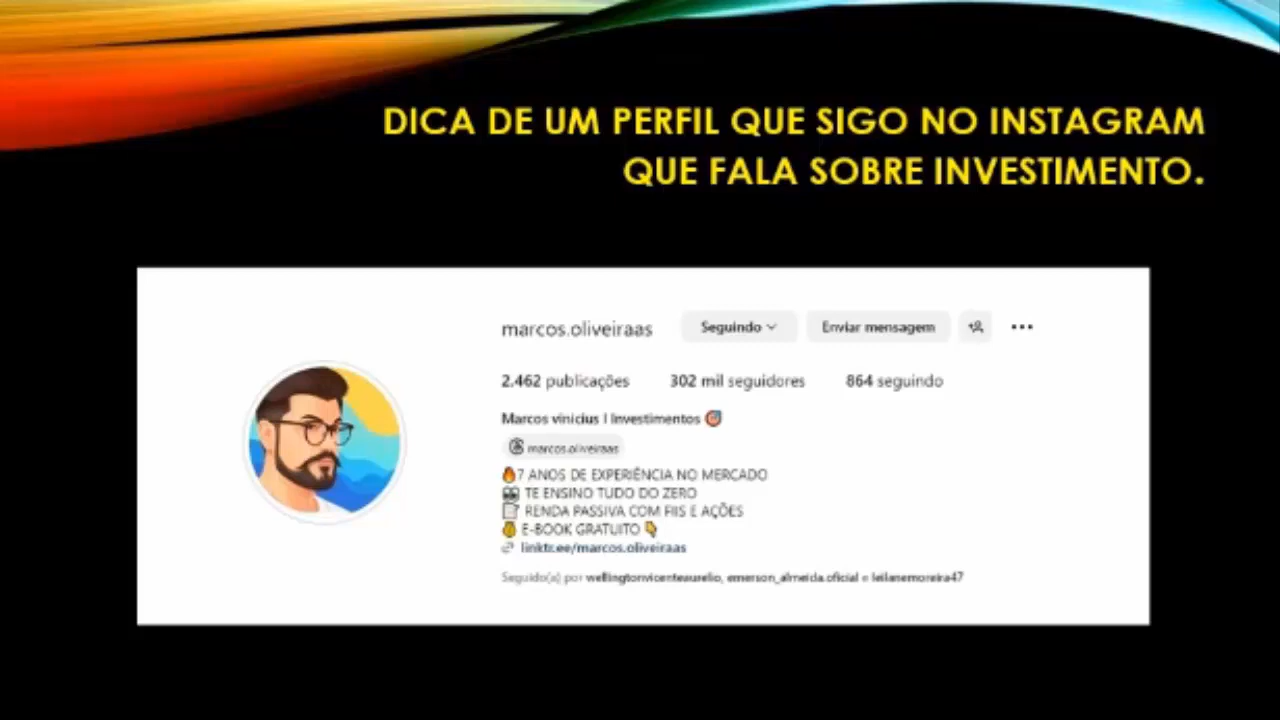 DICA DE UM PERFIL QUE SIGO NO INSTAGRAM
QUE FALA SOBRE INVESTIMENTO.
marcos.oliveiraas Seguindo Enviar mensagem
2.462 publicações 302 mil seguidores 864 seguindo
Marcos vinicius | Investimentos
marcos.oliveiraas
7 ANOS DE EXPERIÊNCIA NO MERCADO
TE ENSINO TUDO DO ZERO
RENDA PASSIVA COM FIIS E AÇÕES
E-BOOK GRATUITO
linktr.ee/marcos.oliveiraas
Seguido(a) por wellingtonvicenteaurelio, emerson_almeida.oficial e leilanemoreira47